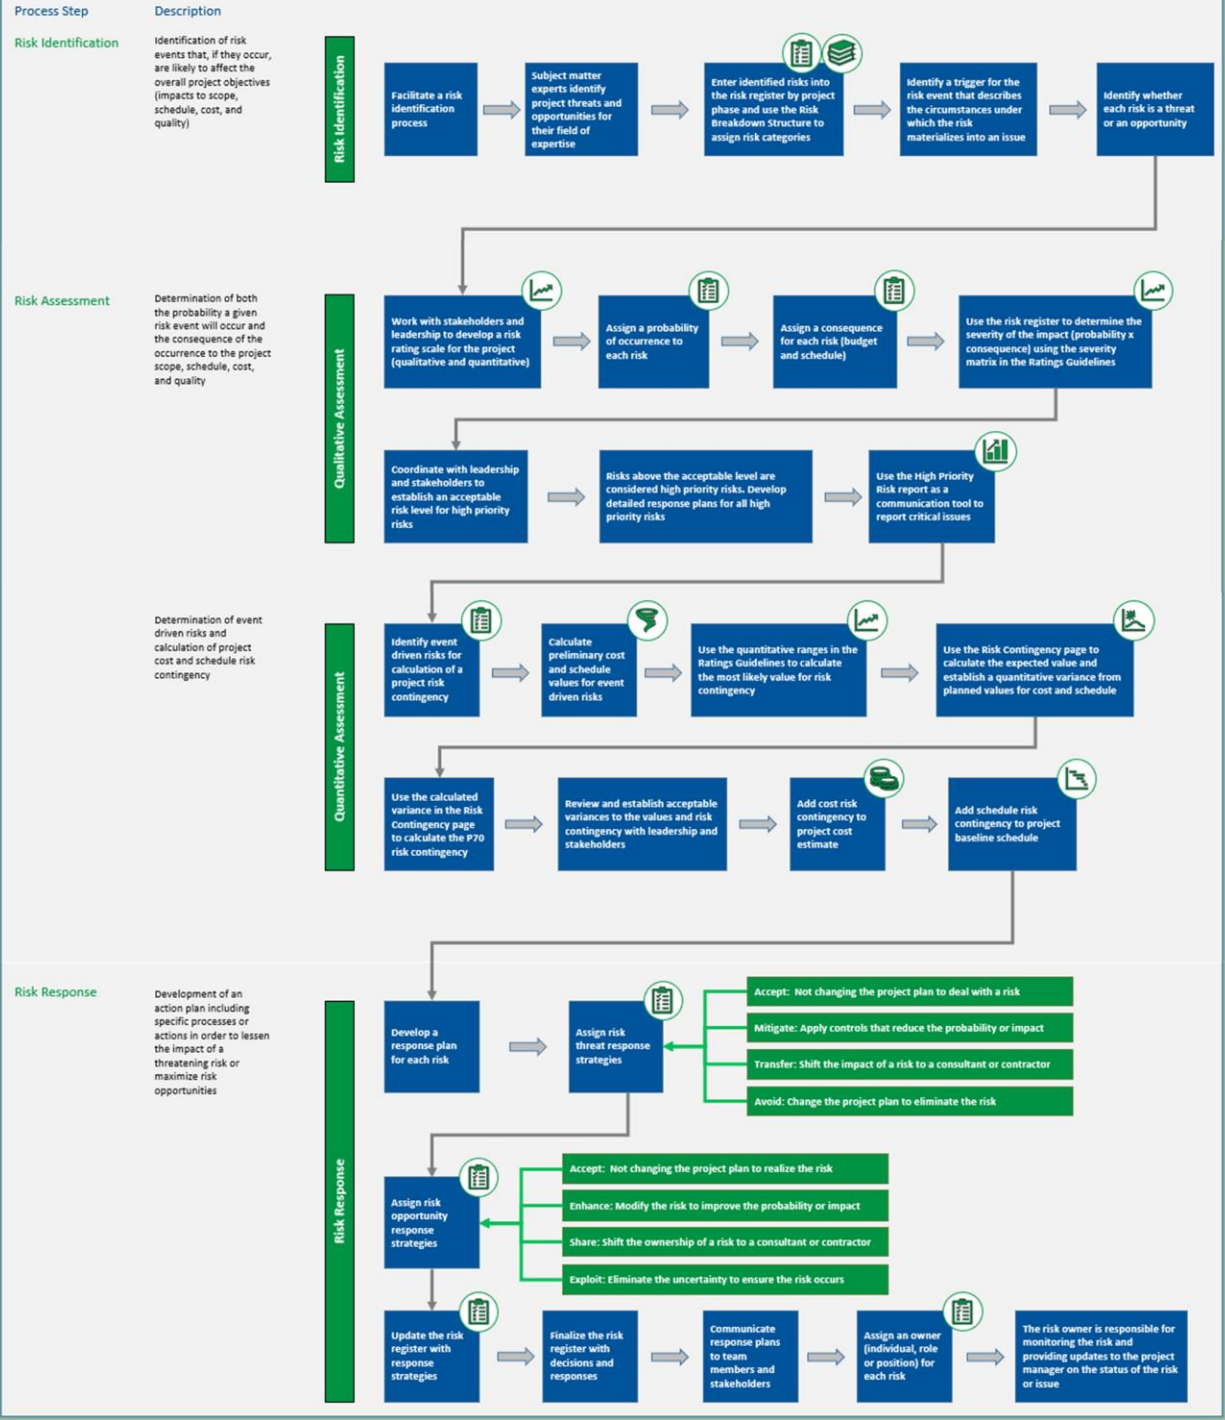 Process Step
Description
Risk Identification
Identification of risk
events that, if they occur,
are likely to affect the
overall project objectives
(impacts to scope,
schedule, cost, and
quality)
Risk Identification
Facilitate a risk
identification
process
Subject matter
experts identify
project threats and
opportunities for
their field of
expertise
Enter identified risks into
the risk register by project
phase and use the Risk
Breakdown Structure to
assign risk categories
Identify a trigger for the
risk event that describes
the circumstances under
which the risk
materializes into an issue
Identify whether
each risk is a threat
or an opportunity
Risk Assessment
Determination of both
the probability a given
risk event will occur and
the consequence of the
occurrence to the project
scope, schedule, cost,
and quality
Qualitative Assessment
Work with stakeholders and
leadership to develop a risk
rating scale for the project
(qualitative and quantitative)
Assign a probability
of occurrence to
each risk
Assign a consequence
for each risk (budget
and schedule)
Use the risk register to determine the
severity of the impact (probability x
consequence) using the severity
matrix in the Ratings Guidelines
Coordinate with leadership
and stakeholders to
establish an acceptable
risk level for high priority
risks
Risks above the acceptable level are
considered high priority risks. Develop
detailed response plans for all high
priority risks
Use the High Priority
Risk report as a
communication tool to
report critical issues
Determination of event
driven risks and
calculation of project
cost and schedule risk
contingency
Quantitative Assessment
Identify event
driven risks for
calculation of a
project risk
contingency
Calculate
preliminary cost
and schedule
values for event
driven risks
Use the quantitative ranges in the
Ratings Guidelines to calculate
the most likely value for risk
contingency
Use the Risk Contingency page to
calculate the expected value and
establish a quantitative variance from
planned values for cost and schedule
Use the calculated
variance in the Risk
Contingency page
to calculate the P70
risk contingency
Review and establish acceptable
variances to the values and risk
contingency with leadership and
stakeholders
Add cost risk
contingency to
project cost
estimate
Add schedule risk
contingency to project
baseline schedule
Risk Response
Development of an
action plan including
specific processes or
actions in order to lessen
the impact of a
threatening risk or
maximize risk
opportunities
Risk Response
Develop a
response plan
for each risk
Assign risk
threat response
strategies
Accept: Not changing the project plan to deal with a risk
Mitigate: Apply controls that reduce the probability or impact
Transfer: Shift the impact of a risk to a consultant or contractor
Avoid: Change the project plan to eliminate the risk
Assign risk
opportunity
response
strategies
Accept: Not changing the project plan to realize the risk
Enhance: Modify the risk to improve the probability or impact
Share: Shift the ownership of a risk to a consultant or contractor
Exploit: Eliminate the uncertainty to ensure the risk occurs
Update the risk
register with
response
strategies
Finalize the risk
register with
decisions and
responses
Communicate
response plans
to team
members and
stakeholders
Assign an owner
(individual, role
or position) for
each risk
The risk owner is responsible for
monitoring the risk and
providing updates to the project
manager on the status of the risk
or issue